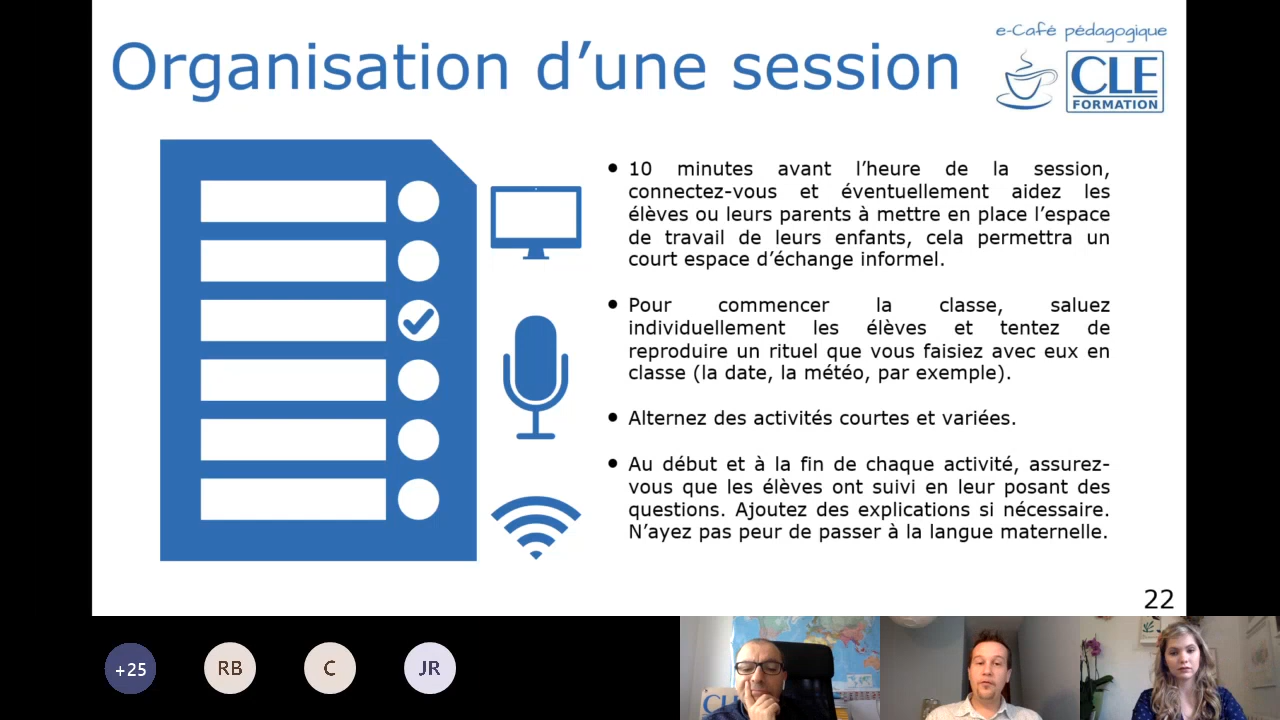 e-Café pédagogique
Organisation d’une session
CLE
FORMATION
10 minutes avant l’heure de la session,
connectez-vous et éventuellement aidez les
élèves ou leurs parents à mettre en place l’espace
de travail de leurs enfants, cela permettra un
court espace d’échange informel.
Pour commencer la classe, saluez
individuellement les élèves et tentez de
reproduire un rituel que vous faisiez avec eux en
classe (la date, la météo, par exemple).
Alternez des activités courtes et variées.
Au début et à la fin de chaque activité, assurez-
vous que les élèves ont suivi en leur posant des
questions. Ajoutez des explications si nécessaire.
N’ayez pas peur de passer à la langue maternelle.
22
+25
RB
C
JR